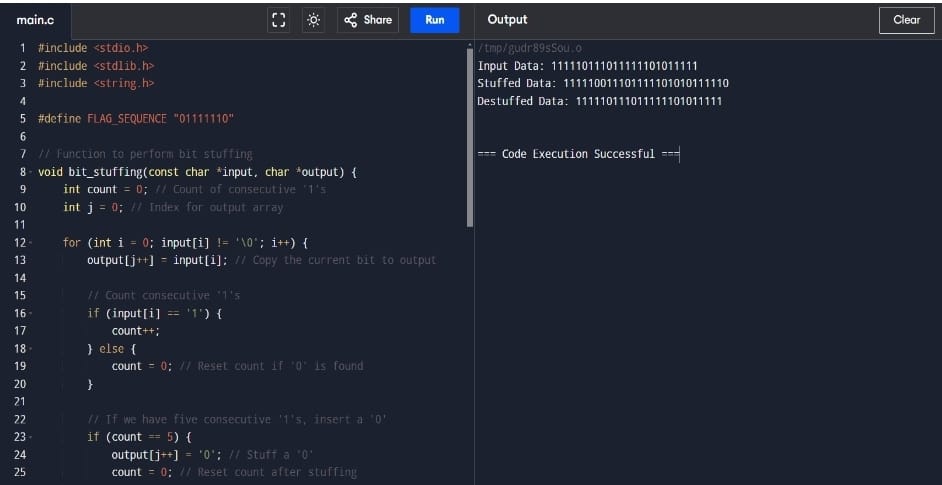 main.c
Share
Run
Output
Clear
1 #include <stdio.h>
2 #include <stdlib.h>
3 #include <string.h>
4
5 #define FLAG_SEQUENCE "01111110"
6
7 // Function to perform bit stuffing
8 void bit_stuffing(const char *input, char *output) {
9 int count = 0; // Count of consecutive '1's
10 int j = 0; // Index for output array
11
12 for (int i = 0; input[i] != '\0'; i++) {
13 output[j++] = input[i]; // Copy the current bit to output
14
15 // Count consecutive '1's
16 if (input[i] == '1') {
17 count++;
18 } else {
19 count = 0; // Reset count if '0' is found
20 }
21
22 // If we have five consecutive '1's, insert a '0'
23 if (count == 5) {
24 output[j++] = '0'; // Stuff a '0'
25 count = 0; // Reset count after stuffing
/tmp/gudr89sSou.o
Input Data: 111110111011111101011111
Stuffed Data: 111110011101111101010111110
Destuffed Data: 111110111011111101011111
=== Code Execution Successful ===